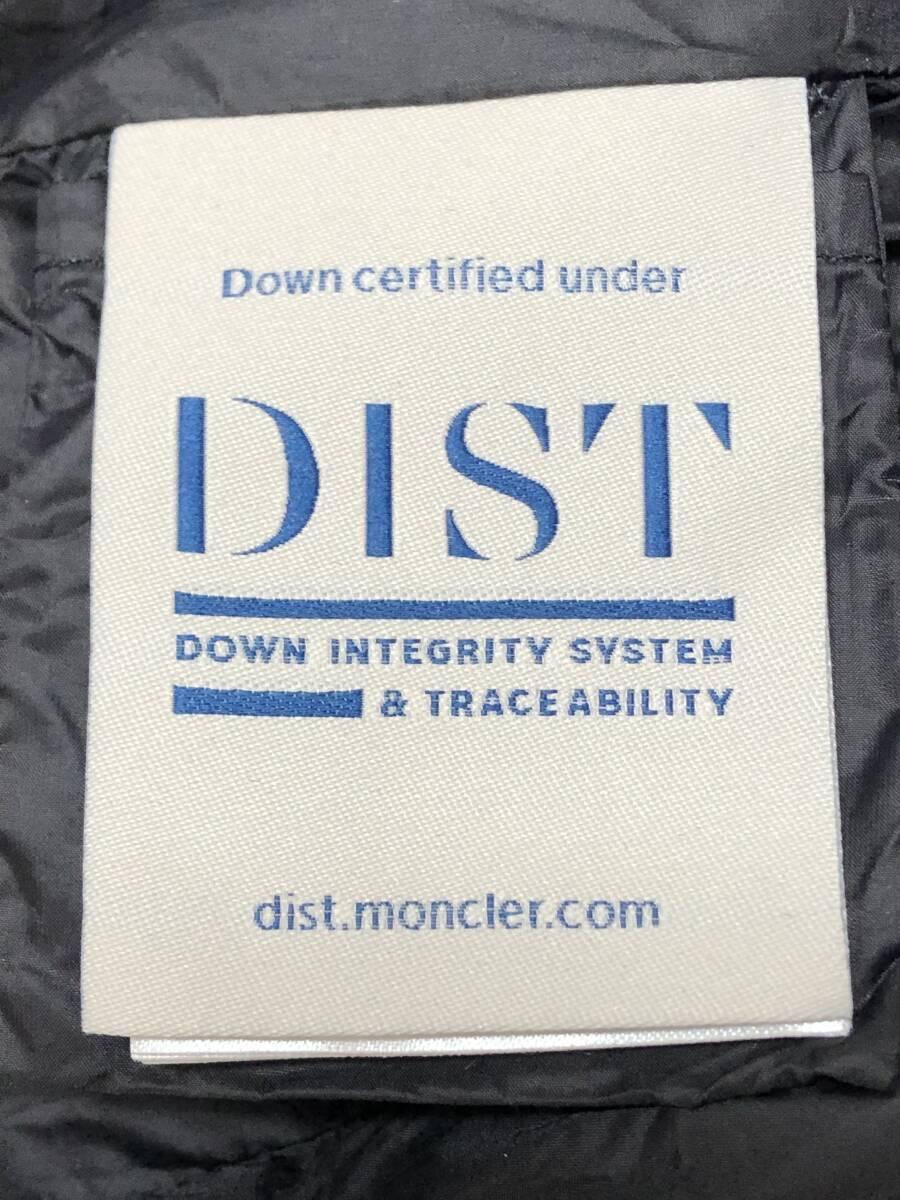 Down certified under
DIST
DOWN INTEGRITY SYSTEM
& TRACEABILITY
dist.moncler.com